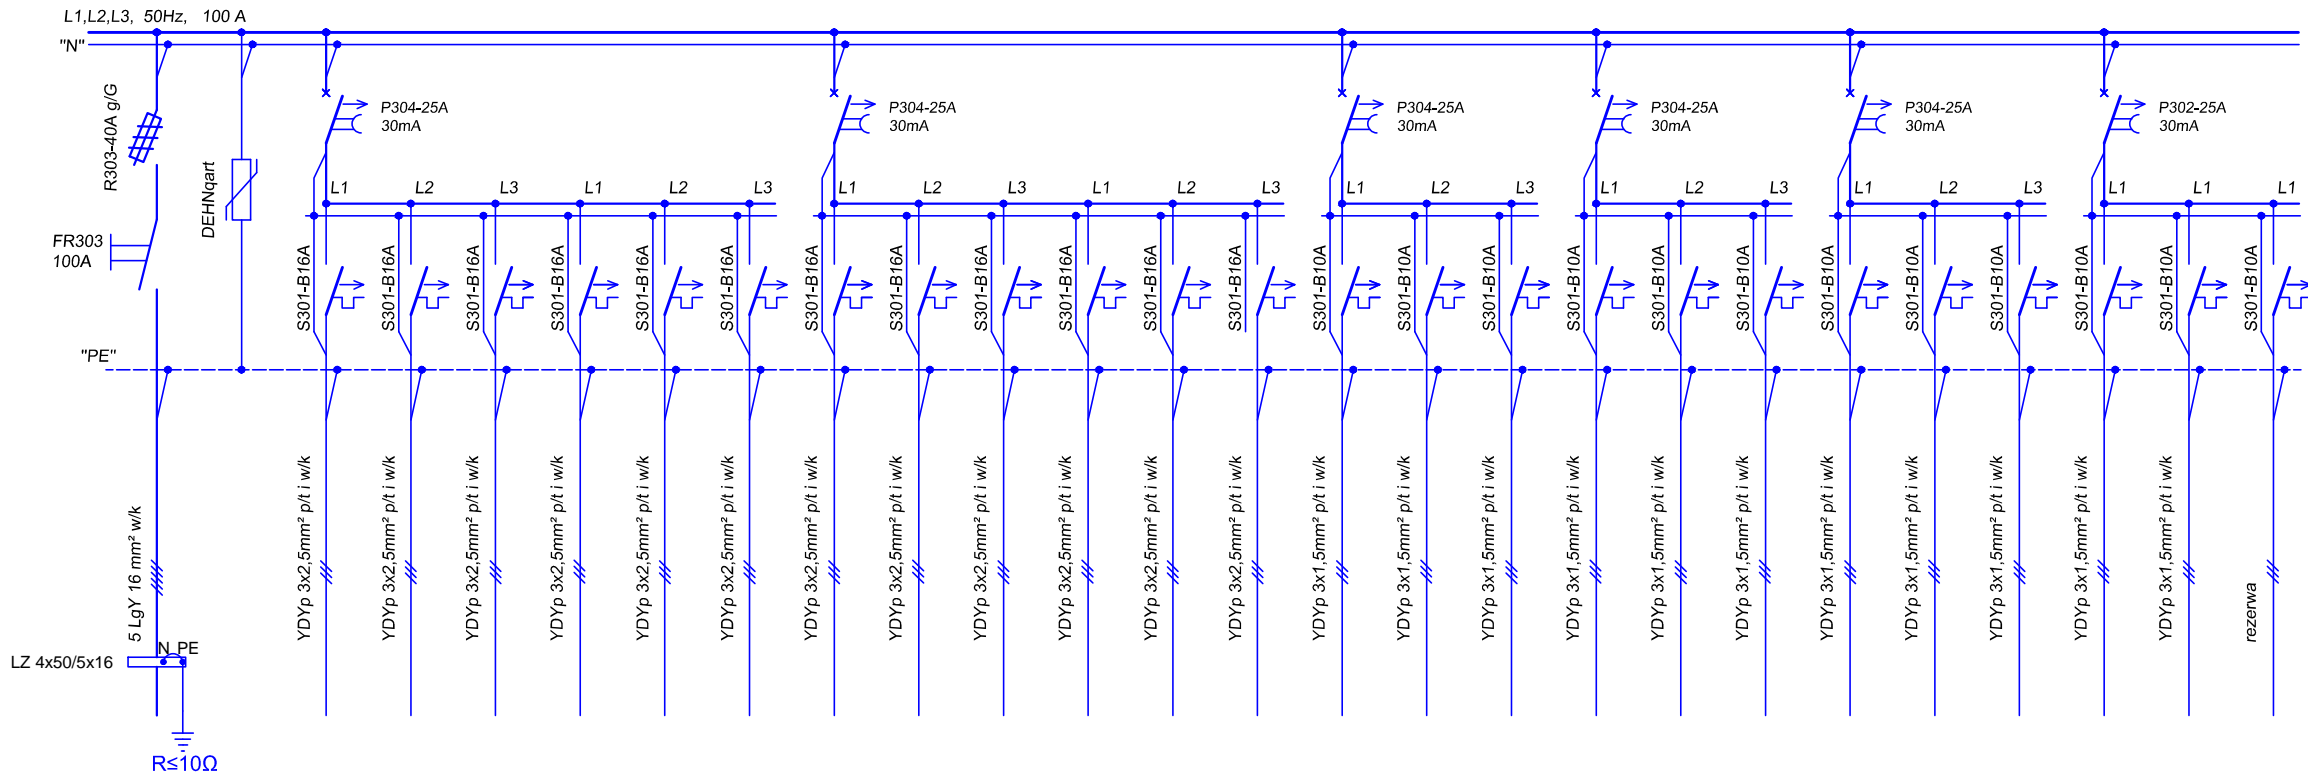 L1,L2,L3, 50Hz, 100 A
"N"
R303-40A g/G
DEHNqart
FR303
100A
"PE"
5 LgY 16 mm² w/k
N PE
LZ 4x50/5x16
R≤10Ω
P304-25A
30mA
P304-25A
30mA
P304-25A
30mA
P304-25A
30mA
P304-25A
30mA
P302-25A
30mA
L1 L2 L3 L1 L2 L3 L1 L2 L3 L1 L2 L3 L1 L2 L3 L1 L2 L3 L1 L2 L3 L1 L1 L1
S301-B16A
S301-B16A
S301-B16A
S301-B16A
S301-B16A
S301-B16A
S301-B16A
S301-B16A
S301-B16A
S301-B16A
S301-B16A
S301-B16A
S301-B10A
S301-B10A
S301-B10A
S301-B10A
S301-B10A
S301-B10A
S301-B10A
S301-B10A
S301-B10A
S301-B10A
S301-B10A
S301-B10A
YDYp 3x2,5mm² p/t i w/k
YDYp 3x2,5mm² p/t i w/k
YDYp 3x2,5mm² p/t i w/k
YDYp 3x2,5mm² p/t i w/k
YDYp 3x2,5mm² p/t i w/k
YDYp 3x2,5mm² p/t i w/k
YDYp 3x2,5mm² p/t i w/k
YDYp 3x2,5mm² p/t i w/k
YDYp 3x2,5mm² p/t i w/k
YDYp 3x2,5mm² p/t i w/k
YDYp 3x2,5mm² p/t i w/k
YDYp 3x2,5mm² p/t i w/k
YDYp 3x1,5mm² p/t i w/k
YDYp 3x1,5mm² p/t i w/k
YDYp 3x1,5mm² p/t i w/k
YDYp 3x1,5mm² p/t i w/k
YDYp 3x1,5mm² p/t i w/k
YDYp 3x1,5mm² p/t i w/k
YDYp 3x1,5mm² p/t i w/k
YDYp 3x1,5mm² p/t i w/k
YDYp 3x1,5mm² p/t i w/k
YDYp 3x1,5mm² p/t i w/k
YDYp 3x1,5mm² p/t i w/k
rezerwa